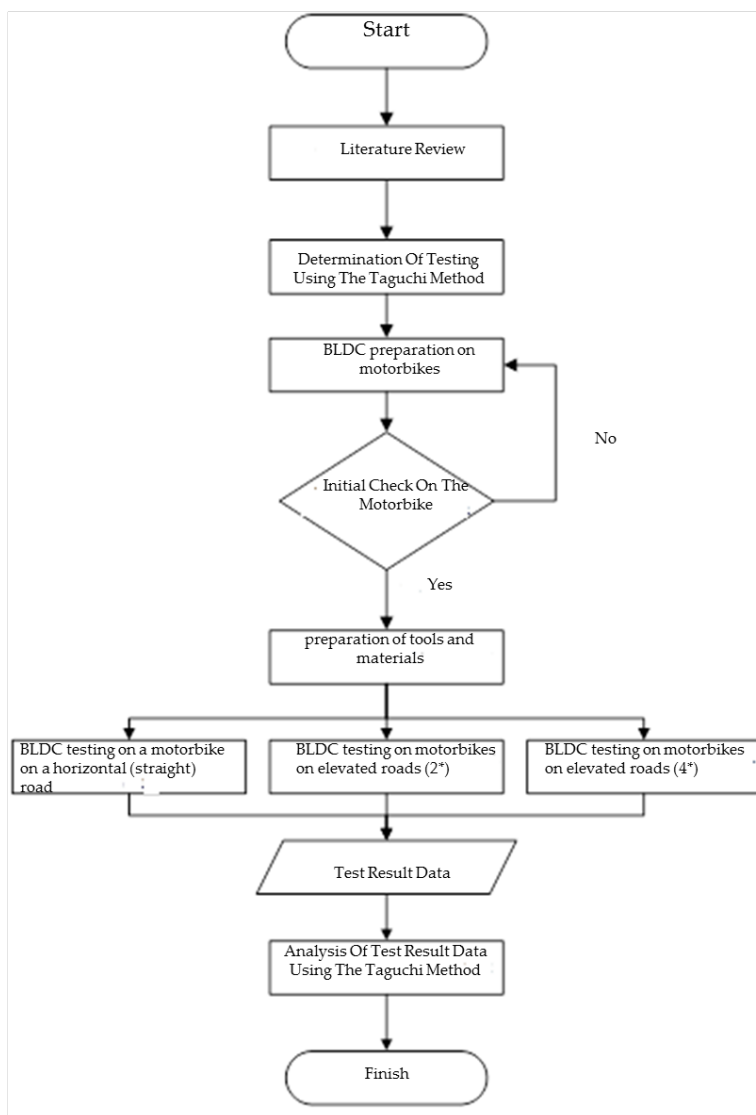 Start
Literature Review
Determination Of Testing
Using The Taguchi Method
BLDC preparation on
motorbikes
No
Initial Check On The
Motorbike
Yes
preparation of tools and
materials
BLDC testing on a motorbike
on a horizontal (straight)
road
BLDC testing on motorbikes
on elevated roads (2*)
BLDC testing on motorbikes
on elevated roads (4*)
Test Result Data
Analysis Of Test Result Data
Using The Taguchi Method
Finish